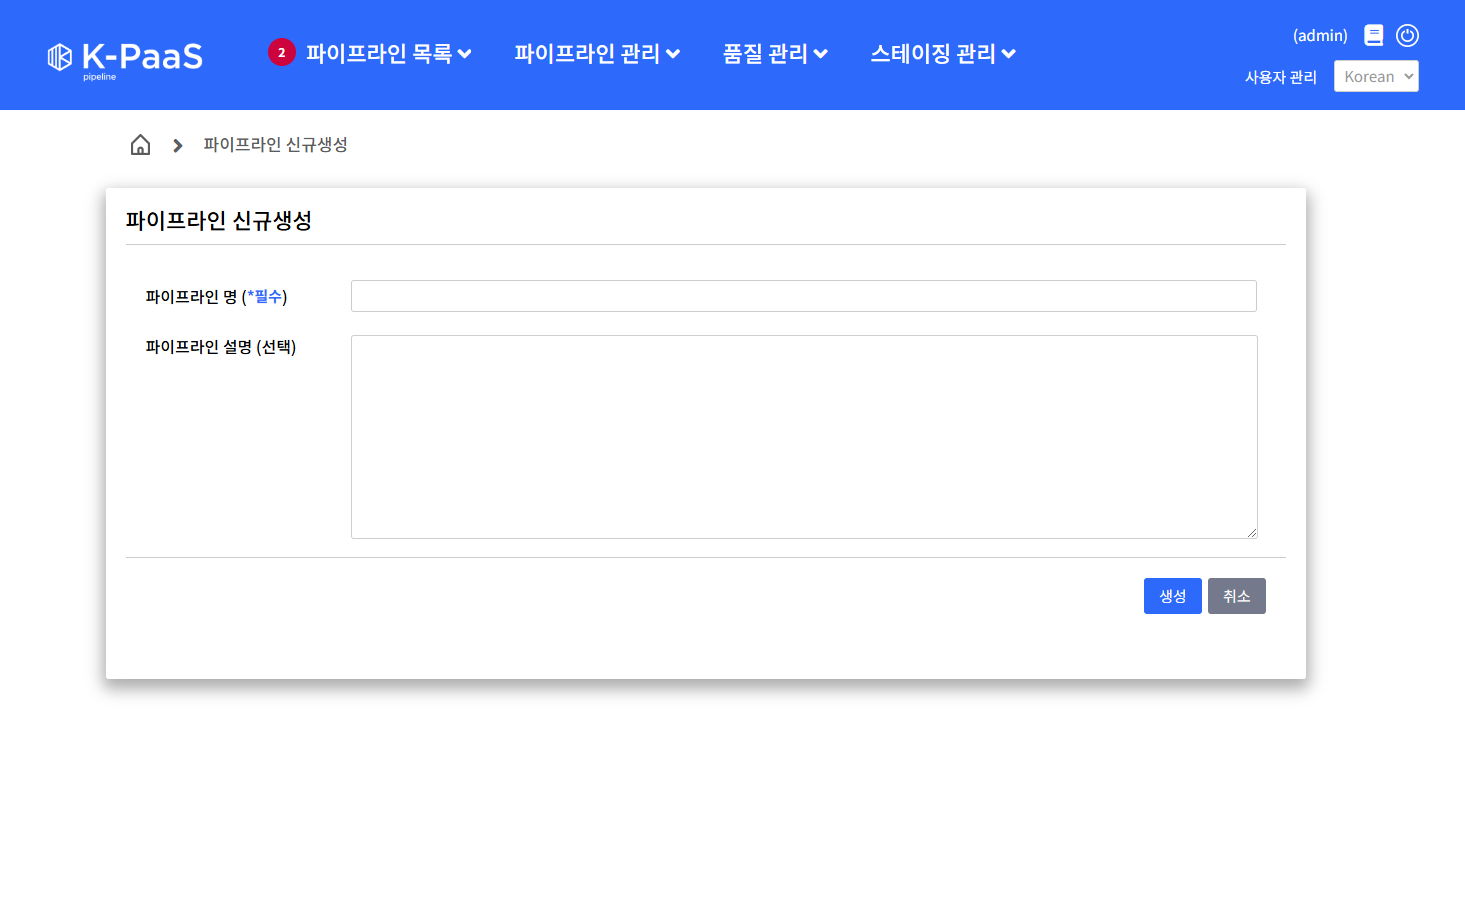 K-PaaS
pipeline
2 파이프라인 목록 파이프라인 관리 품질 관리 스테이징 관리
(admin)
사용자 관리 Korean
파이프라인 신규생성
파이프라인 신규생성
파이프라인 명 (*필수)
파이프라인 설명 (선택)
생성 취소